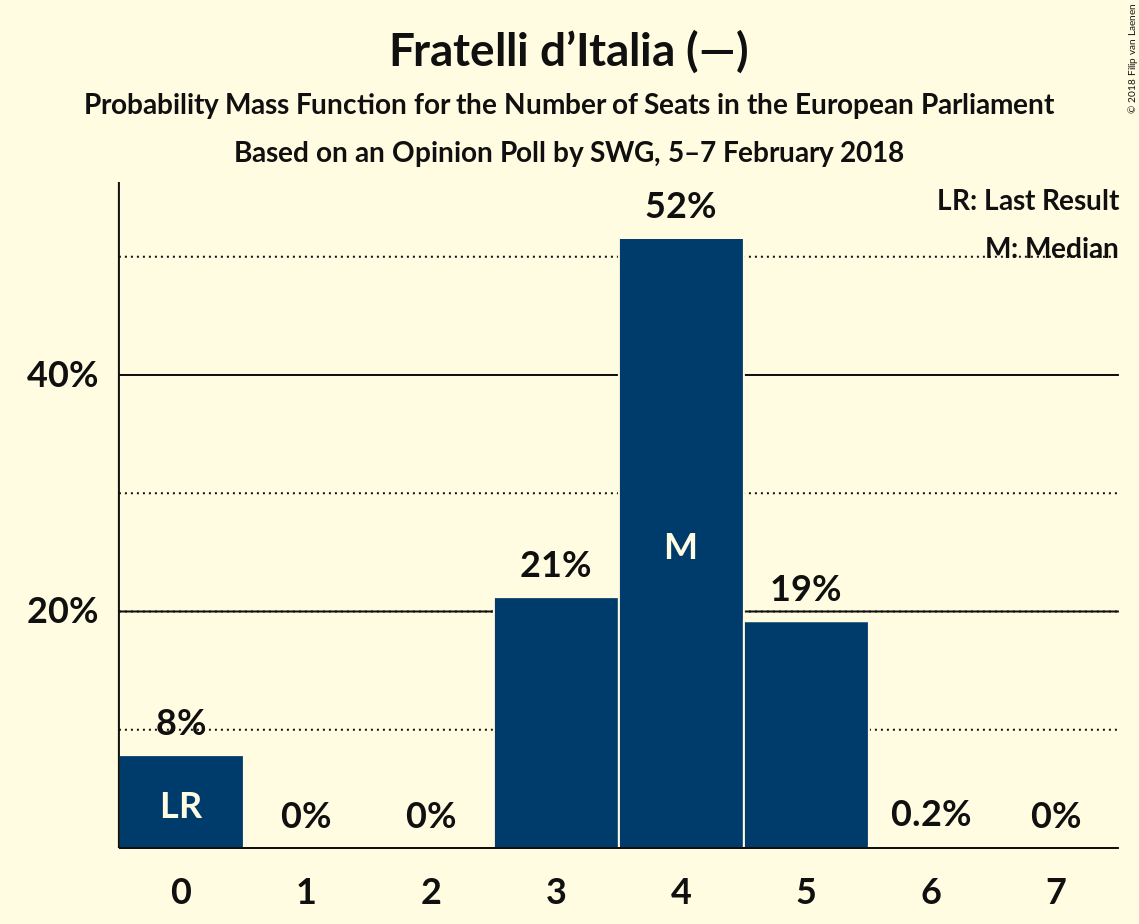 Fratelli d’Italia (—)
Probability Mass Function for the Number of Seats in the European Parliament
Based on an Opinion Poll by SWG, 5–7 February 2018
© 2018 Filip van Laenen
LR: Last Result
M: Median
52%
40%
M
21%
19%
20%
8%
LR
0%
0%
0.2%
0%
0 1 2 3 4 5 6 7